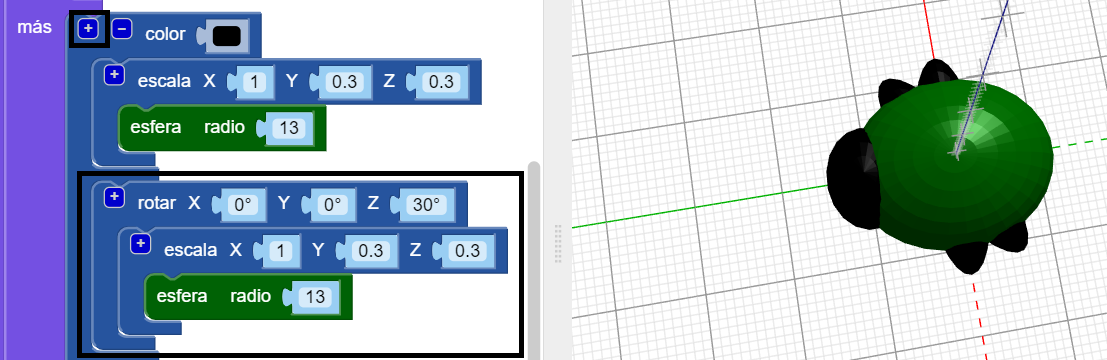 más + − color
+ escala X 1 Y 0.3 Z 0.3
esfera radio 13
+ rotar X 0° Y 0° Z 30°
+ escala X 1 Y 0.3 Z 0.3
esfera radio 13